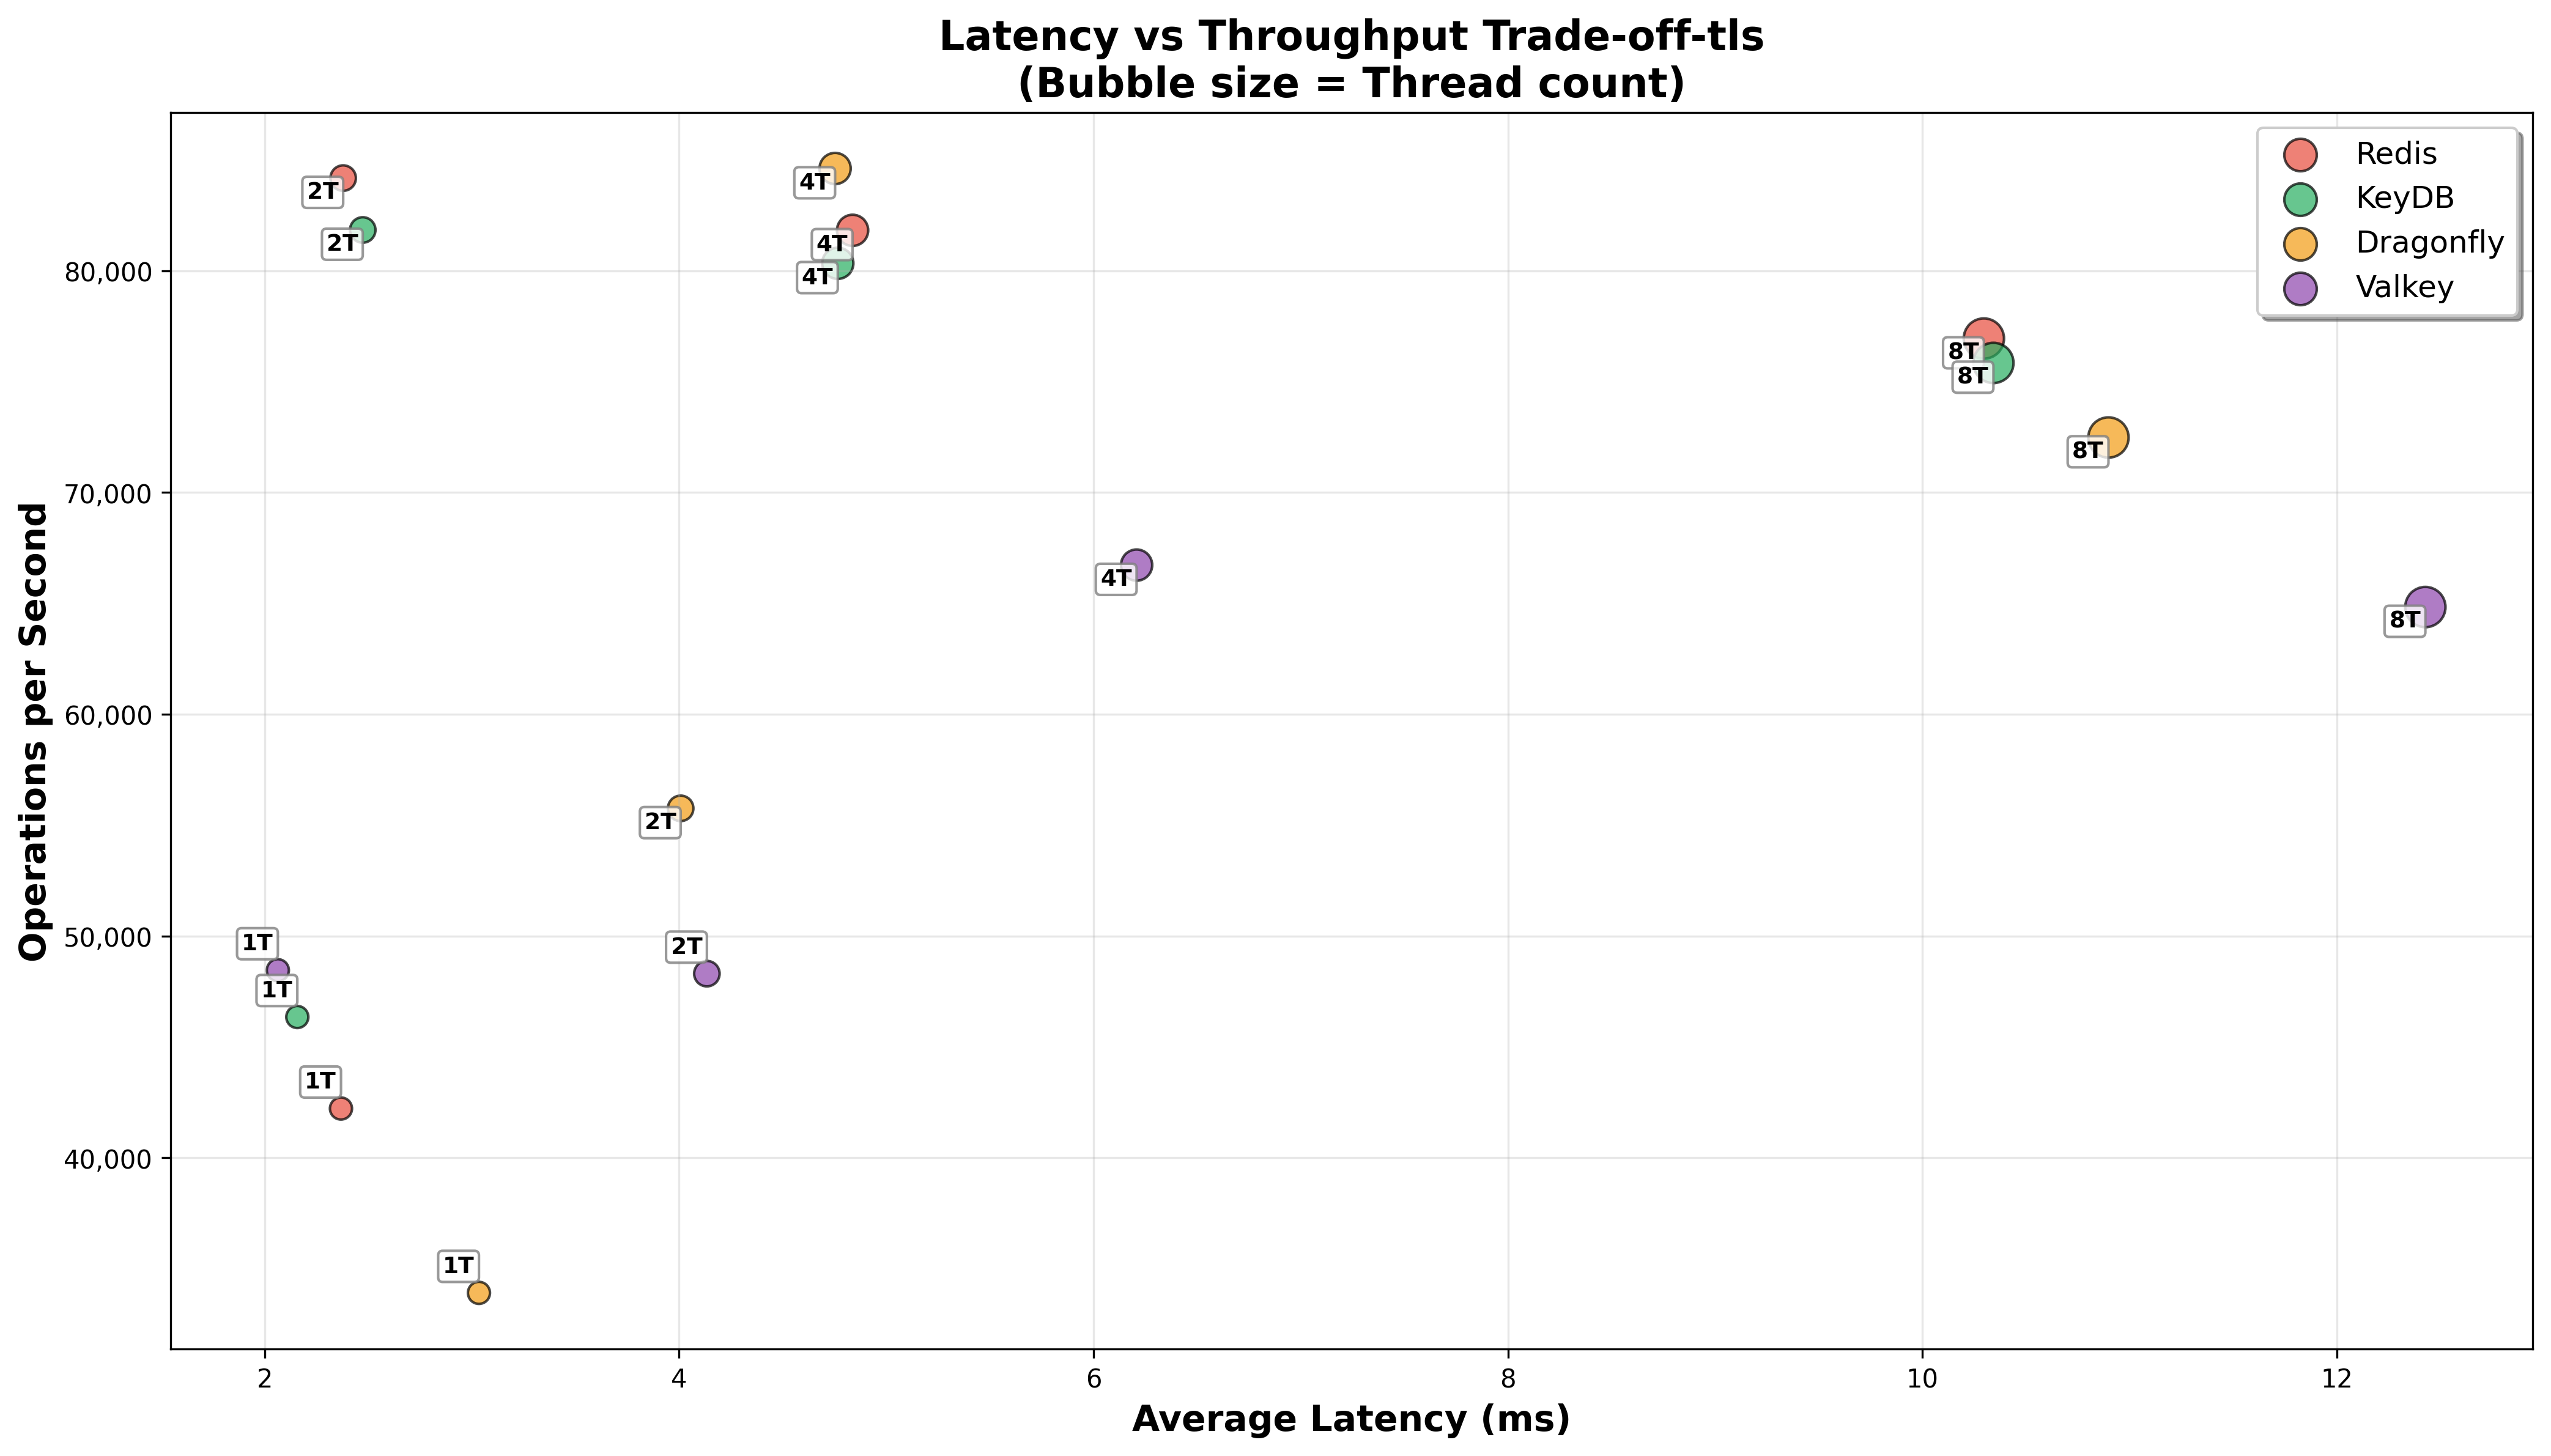 Latency vs Throughput Trade-off-tls
(Bubble size = Thread count)
Redis
KeyDB
Dragonfly
Valkey
Operations per Second
80,000
70,000
60,000
50,000
40,000
2T
2T
4T
4T
4T
8T
8T
8T
4T
8T
2T
1T
2T
1T
1T
1T
2
4
6
8
10
12
Average Latency (ms)